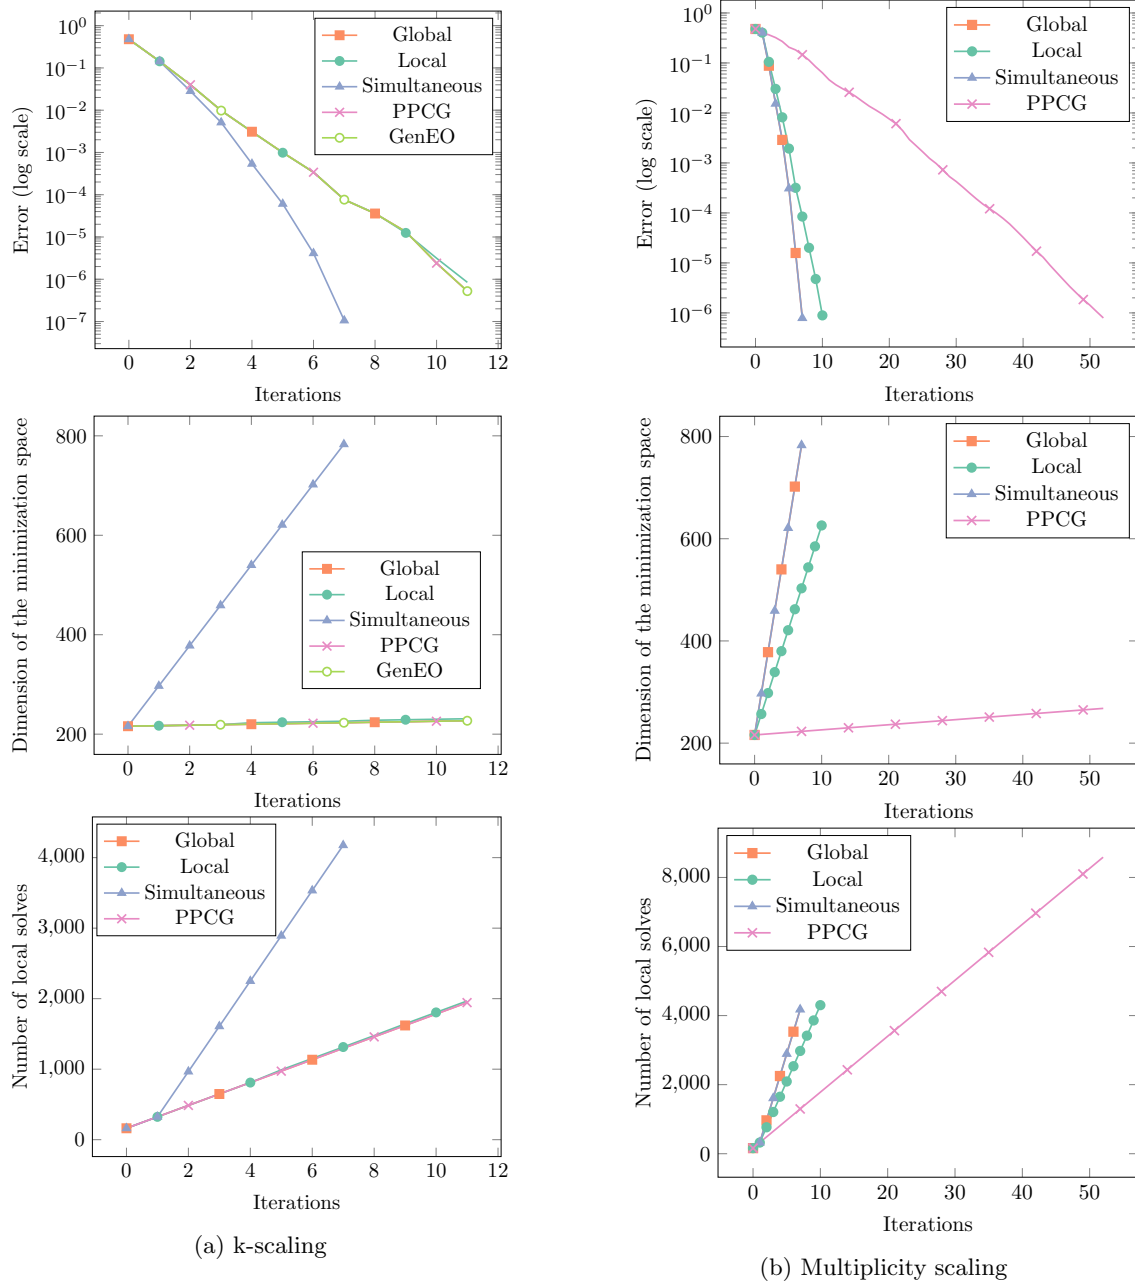 10^0
10^-1
10^-2
10^-3
10^-4
10^-5
10^-6
10^-7
Error (log scale)
0 2 4 6 8 10 12
Iterations
Global
Local
Simultaneous
PPCG
GenEO
10^0
10^-1
10^-2
10^-3
10^-4
10^-5
10^-6
Error (log scale)
0 10 20 30 40 50
Iterations
Global
Local
Simultaneous
PPCG
800
600
400
200
Dimension of the minimization space
0 2 4 6 8 10 12
Iterations
Global
Local
Simultaneous
PPCG
GenEO
800
600
400
200
Dimension of the minimization space
0 10 20 30 40 50
Iterations
Global
Local
Simultaneous
PPCG
4,000
3,000
2,000
1,000
0
Number of local solves
0 2 4 6 8 10 12
Iterations
Global
Local
Simultaneous
PPCG
(a) k-scaling
8,000
6,000
4,000
2,000
0
Number of local solves
0 10 20 30 40 50
Iterations
Global
Local
Simultaneous
PPCG
(b) Multiplicity scaling